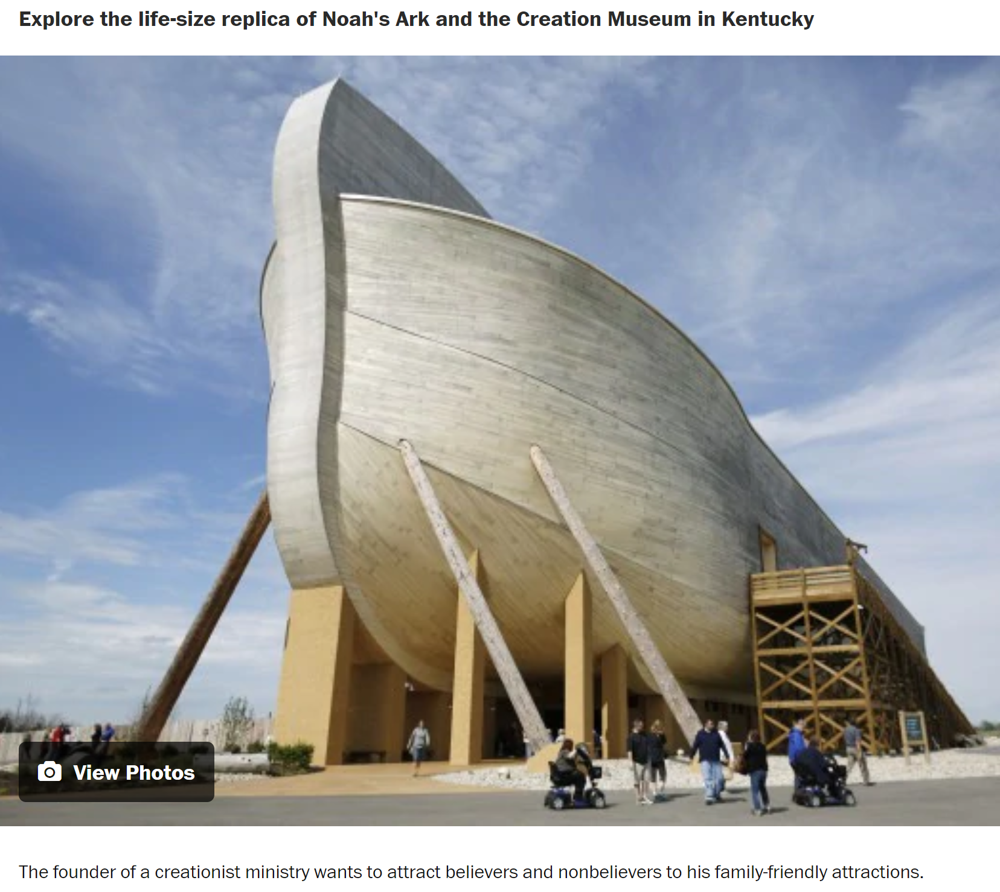 Explore the life-size replica of Noah's Ark and the Creation Museum in Kentucky
View Photos
The founder of a creationist ministry wants to attract believers and nonbelievers to his family-friendly attractions.